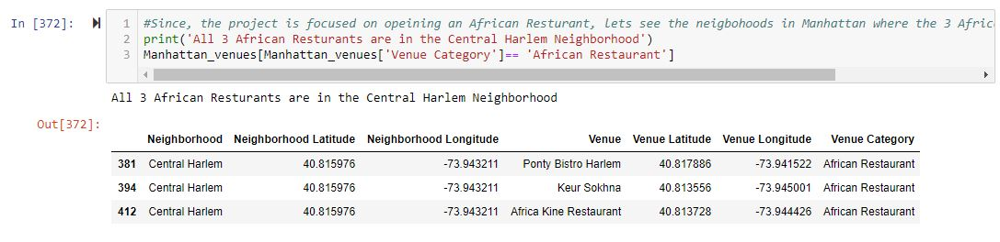 In [372]:
1 #Since, the project is focused on opeining an African Resturant, Lets see the neigbohoods in Manhattan where the 3 Afric
2 print('All 3 African Resturants are in the Central Harlem Neighborhood')
3 Manhattan_venues[Manhattan_venues['Venue Category']== 'African Restaurant']
All 3 African Resturants are in the Central Harlem Neighborhood
Out[372]:
Neighborhood Neighborhood Latitude Neighborhood Longitude Venue Venue Latitude Venue Longitude Venue Category
381 Central Harlem 40.815976 -73.943211 Ponty Bistro Harlem 40.817886 -73.941522 African Restaurant
394 Central Harlem 40.815976 -73.943211 Keur Sokhna 40.813556 -73.945001 African Restaurant
412 Central Harlem 40.815976 -73.943211 Africa Kine Restaurant 40.813728 -73.944426 African Restaurant